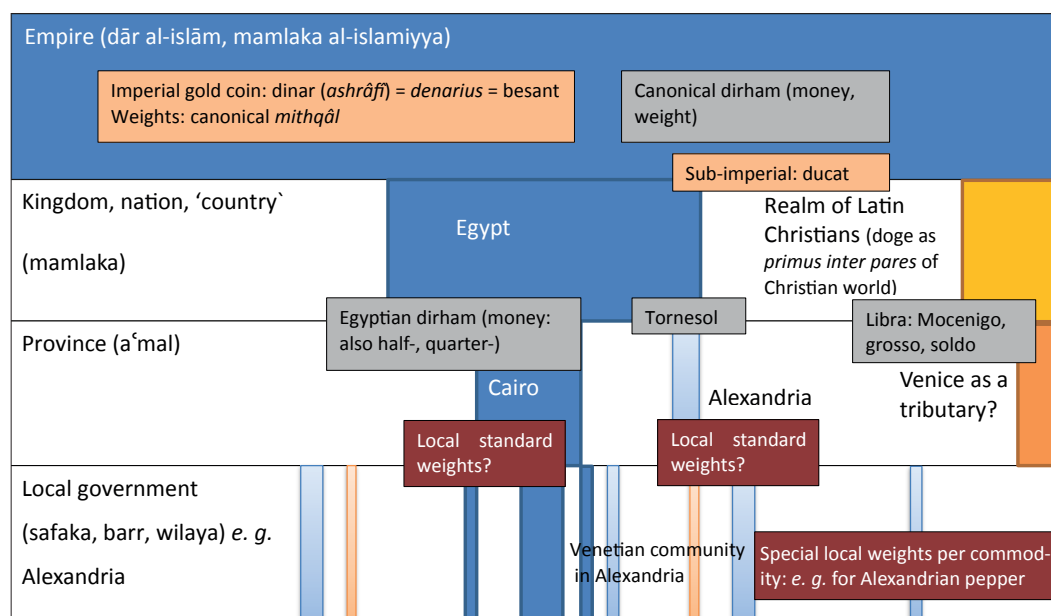 Empire (dār al-islām, mamlaka al-islamiyya)
Imperial gold coin: dinar (ashrâfi) = denarius = besant
Weights: canonical mithqâl
Canonical dirham (money,
weight)
Sub-imperial: ducat
Kingdom, nation, ‘country`
(mamlaka)
Egypt
Realm of Latin
Christians (doge as
primus inter pares of
Christian world)
Egyptian dirham (money:
also half-, quarter-)
Tornesol
Libra: Mocenigo,
grosso, soldo
Province (aʿmal)
Cairo
Alexandria
Venice as a
tributary?
Local standard
weights?
Local standard
weights?
Local government
(safaka, barr, wilaya) e. g.
Alexandria
Venetian community
in Alexandria
Special local weights per commod-
ity: e. g. for Alexandrian pepper